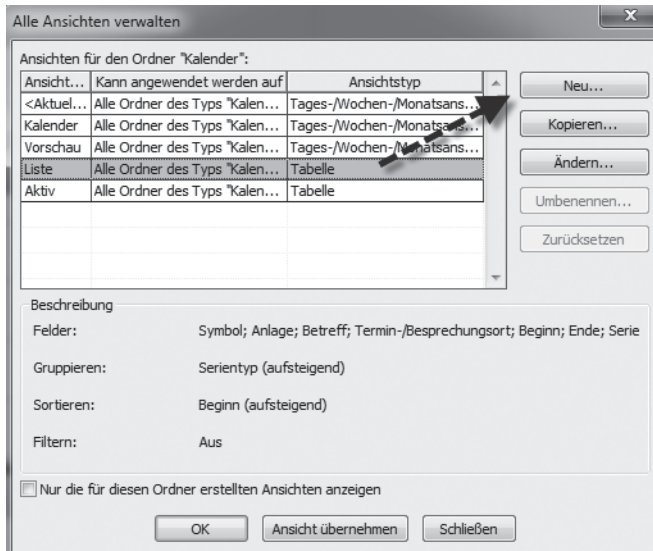 Alle Ansichten verwalten
Ansichten für den Ordner "Kalender":
Ansicht... Kann angewendet werden auf Ansichtstyp
<Aktuel... Alle Ordner des Typs "Kalen... Tages-/Wochen-/Monatsans...
Kalender Alle Ordner des Typs "Kalen... Tages-/Wochen-/Monatsans...
Vorschau Alle Ordner des Typs "Kalen... Tages-/Wochen-/Monatsans...
Liste Alle Ordner des Typs "Kalen... Tabelle
Aktiv Alle Ordner des Typs "Kalen... Tabelle
Neu...
Kopieren...
Ändern...
Umbenennen...
Zurücksetzen
Beschreibung
Felder: Symbol; Anlage; Betreff; Termin-/Besprechungsort; Beginn; Ende; Serie
Gruppieren: Serientyp (aufsteigend)
Sortieren: Beginn (aufsteigend)
Filtern: Aus
Nur die für diesen Ordner erstellten Ansichten anzeigen
OK Ansicht übernehmen Schließen